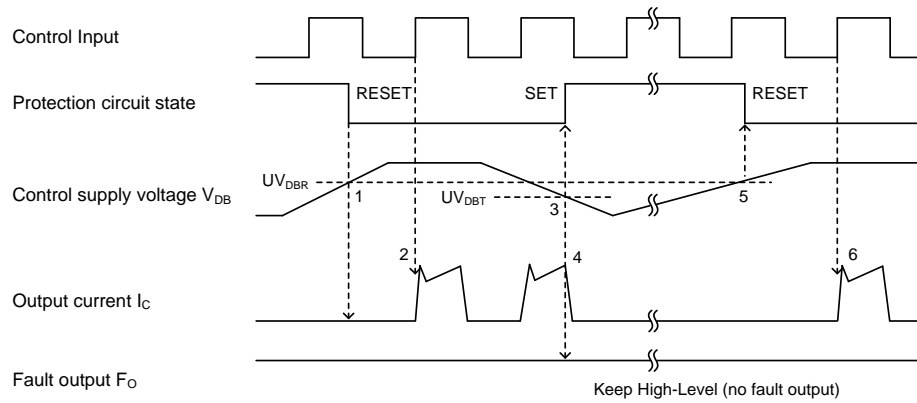 Control Input
Protection circuit state
RESET
SET
RESET
Control supply voltage VDB
UVDBR
1
UVDBT
3
5
Output current IC
2
4
6
Fault output FO
Keep High-Level (no fault output)